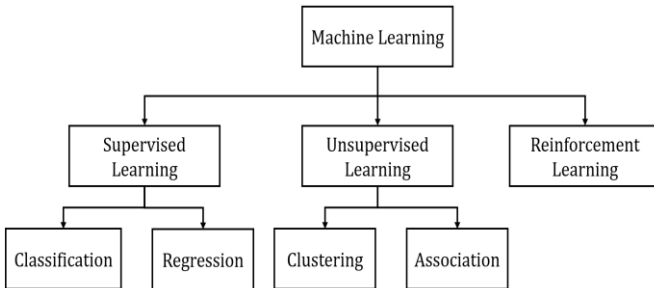 Machine Learning
Supervised
Learning
Unsupervised
Learning
Reinforcement
Learning
Classification
Regression
Clustering
Association